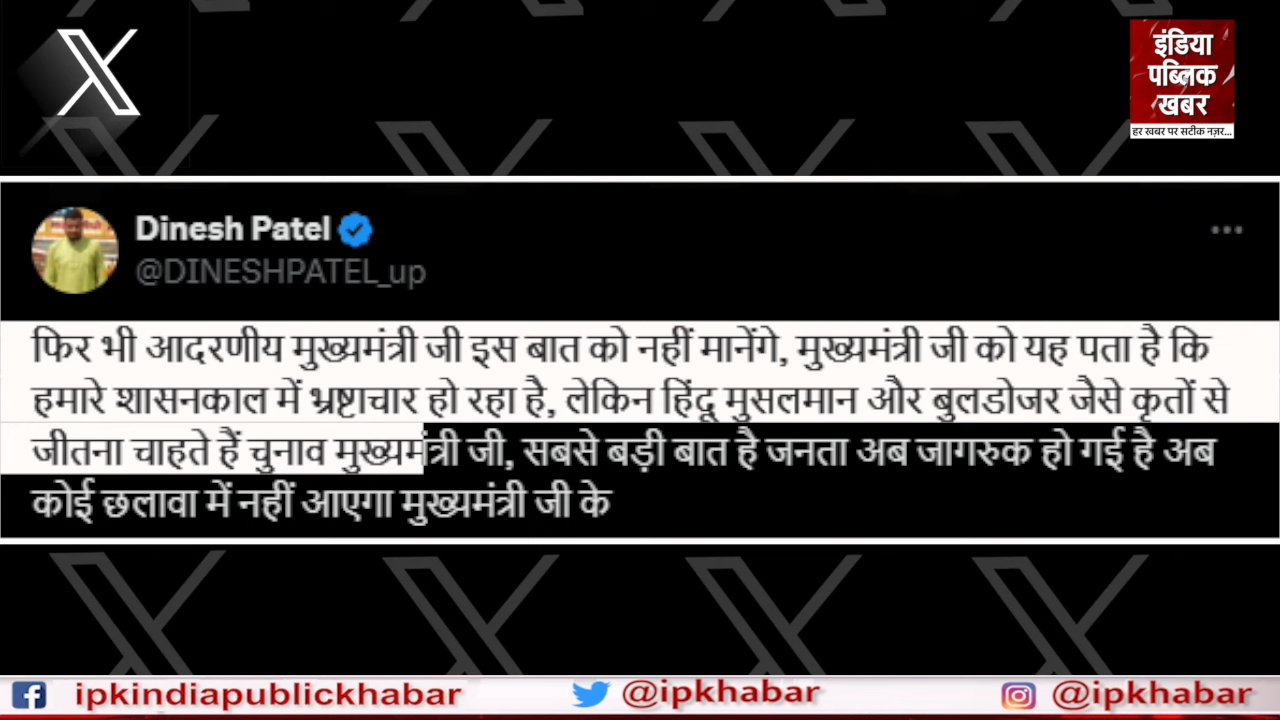 इंडिया
पब्लिक
खबर
हर खबर पर सटीक नज़र...
Dinesh Patel
@DINESHPATEL_up
फिर भी आदरणीय मुख्यमंत्री जी इस बात को नहीं मानेंगे, मुख्यमंत्री जी को यह पता है कि
हमारे शासनकाल में भ्रष्टाचार हो रहा है, लेकिन हिंदू मुसलमान और बुलडोजर जैसे कृतों से
जीतना चाहते हैं चुनाव मुख्यमंत्री जी, सबसे बड़ी बात है जनता अब जागरुक हो गई है अब
कोई छलावा में नहीं आएगा मुख्यमंत्री जी के
ipkindiapublickhabar @ipkhabar @ipkhabar